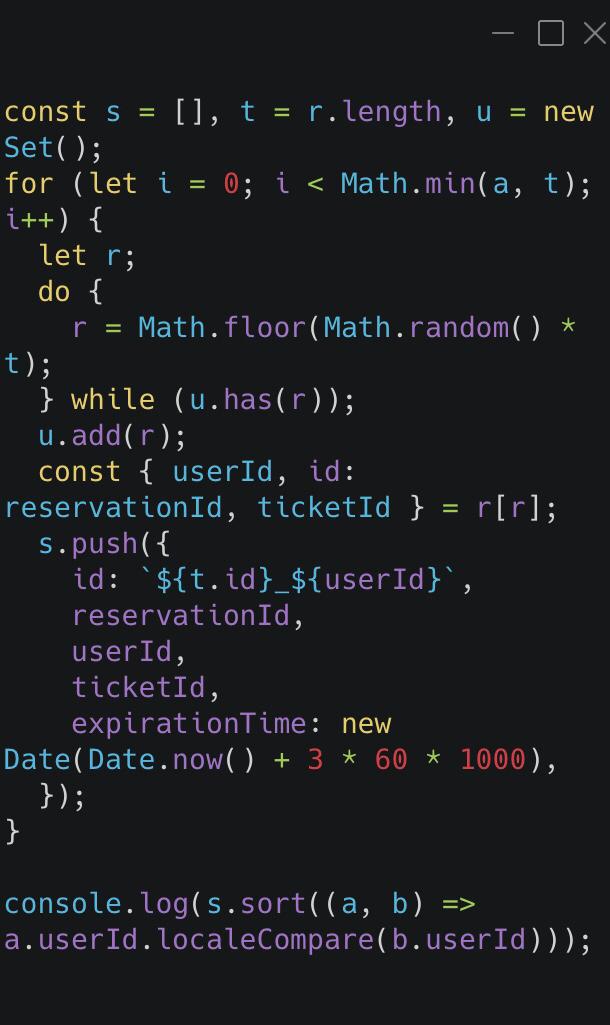 const s = [], t = r.length, u = new
Set();
for (let i = 0; i < Math.min(a, t);
i++) {
  let r;
  do {
    r = Math.floor(Math.random() *
t);
  } while (u.has(r));
  u.add(r);
  const { userId, id:
reservationId, ticketId } = r[r];
  s.push({
    id: `${t.id}_${userId}`,
    reservationId,
    userId,
    ticketId,
    expirationTime: new
Date(Date.now() + 3 * 60 * 1000),
  });
}

console.log(s.sort((a, b) =>
a.userId.localeCompare(b.userId)));